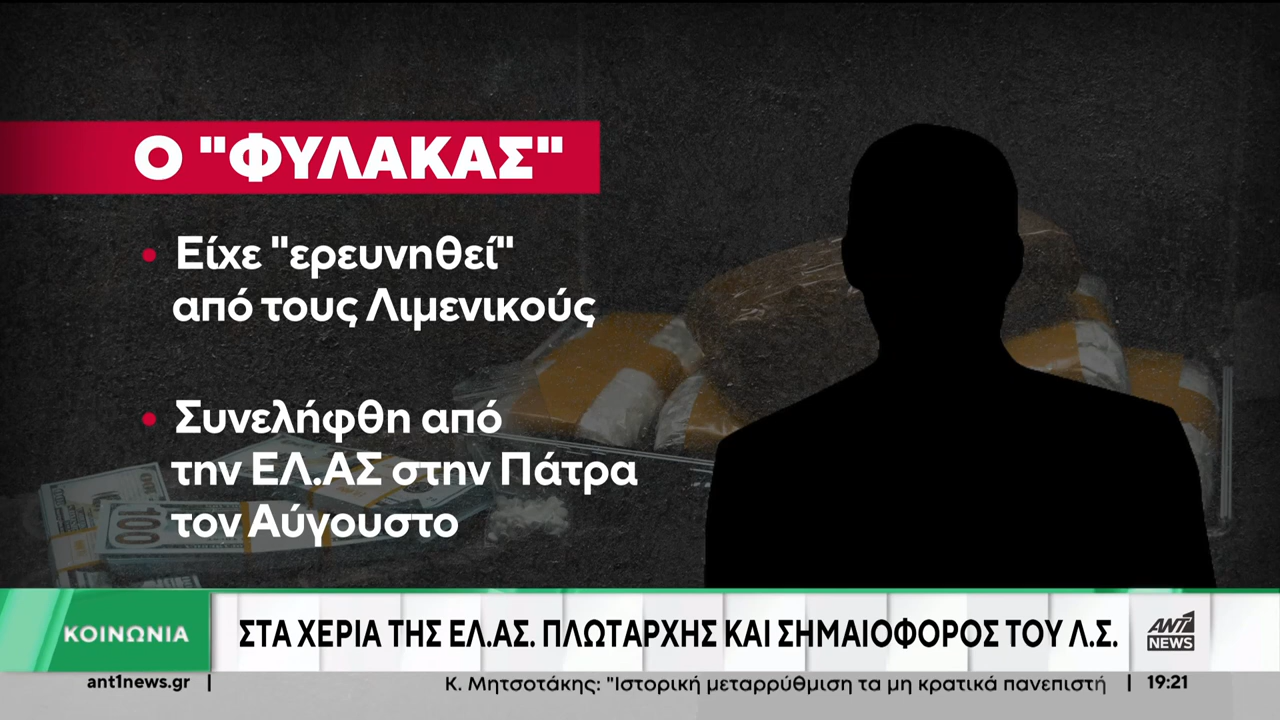 Ο "ΦΥΛΑΚΑΣ"
• Είχε "ερευνηθεί"
από τους Λιμενικούς
• Συνελήφθη από
την ΕΛ.ΑΣ στην Πάτρα
τον Αύγουστο
100
ΚΟΙΝΩΝΙΑ
ΣΤΑ ΧΕΡΙΑ ΤΗΣ ΕΛ.ΑΣ. ΠΛΩΤΑΡΧΗΣ ΚΑΙ ΣΗΜΑΙΟΦΟΡΟΣ ΤΟΥ Λ.Σ.
ANT1
NEWS
ant1news.gr |
Κ. Μητσοτάκης: "Ιστορική μεταρρύθμιση τα μη κρατικά πανεπιστή
| 19:21